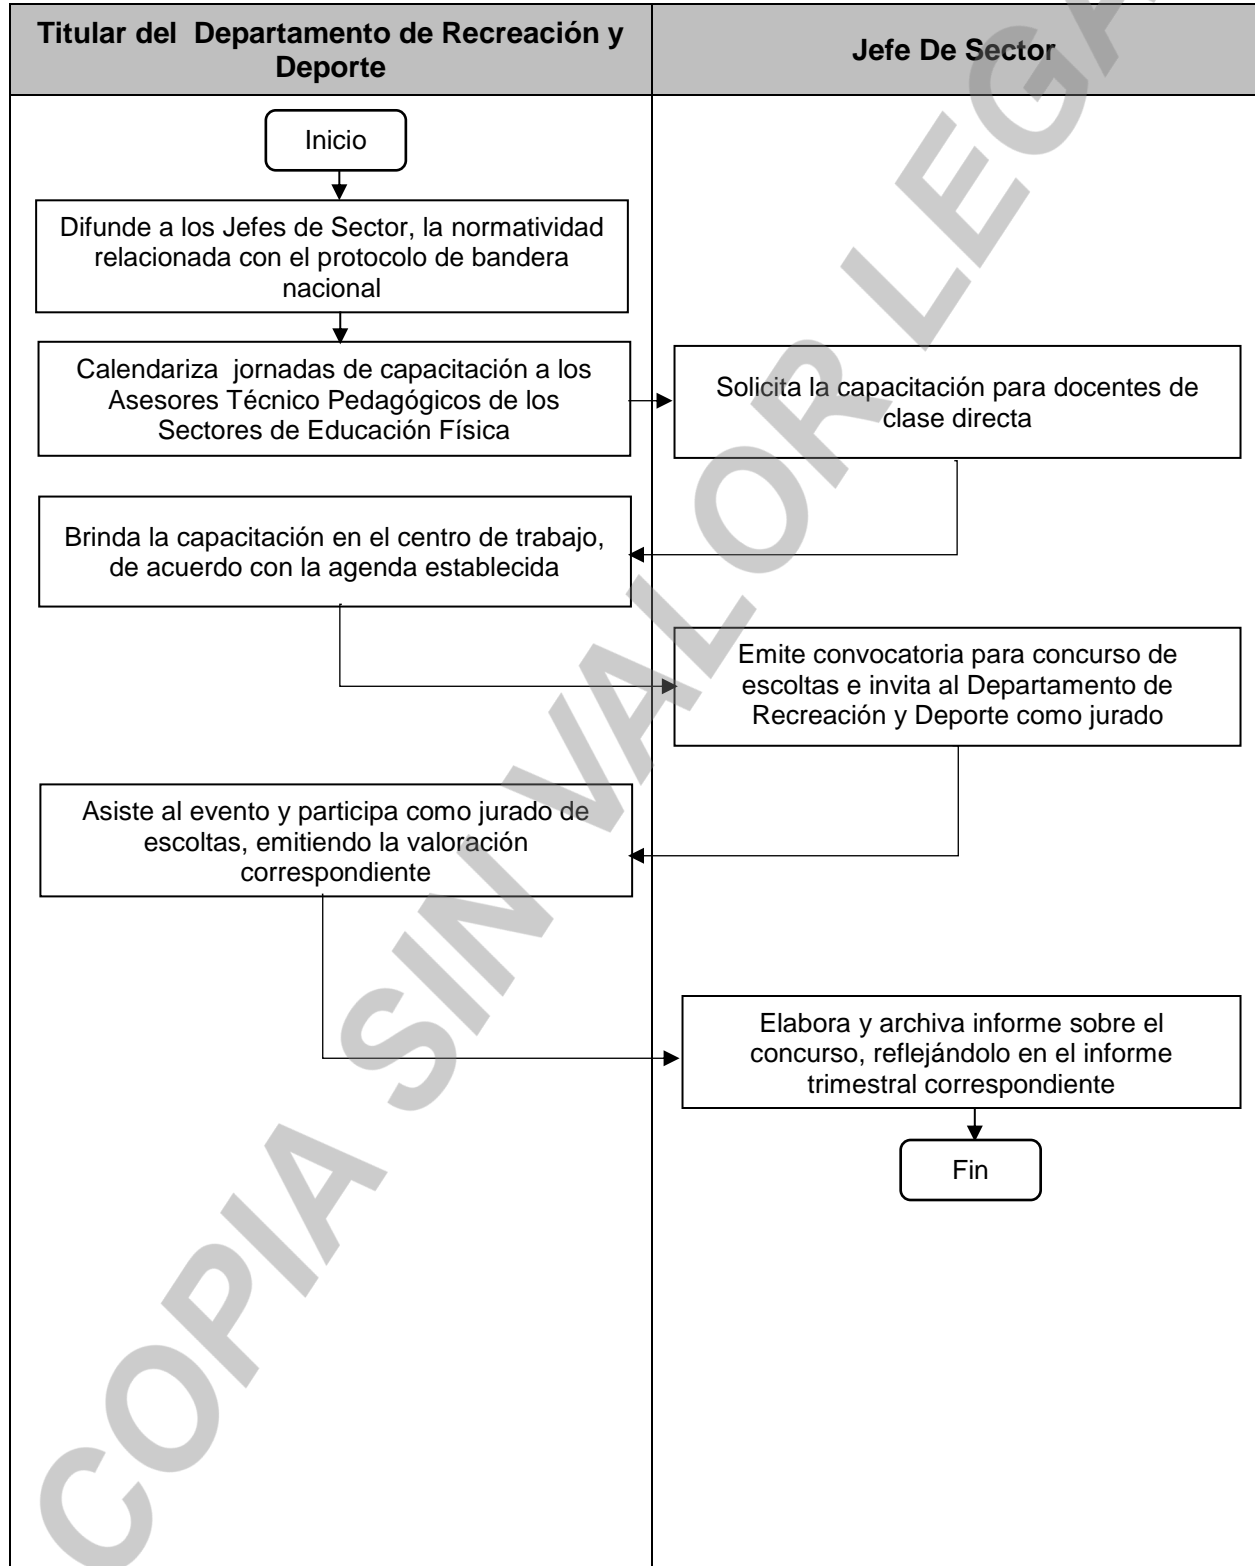 Titular del  Departamento de Recreación y
Deporte
Jefe De Sector
Inicio
Difunde a los Jefes de Sector, la normatividad
relacionada con el protocolo de bandera
nacional
Calendariza  jornadas de capacitación a los
Asesores Técnico Pedagógicos de los
Sectores de Educación Física
Solicita la capacitación para docentes de
clase directa
Brinda la capacitación en el centro de trabajo,
de acuerdo con la agenda establecida
Emite convocatoria para concurso de
escoltas e invita al Departamento de
Recreación y Deporte como jurado
Asiste al evento y participa como jurado de
escoltas, emitiendo la valoración
correspondiente
Elabora y archiva informe sobre el
concurso, reflejándolo en el informe
trimestral correspondiente
Fin
COPIA SIN VALOR LEGA